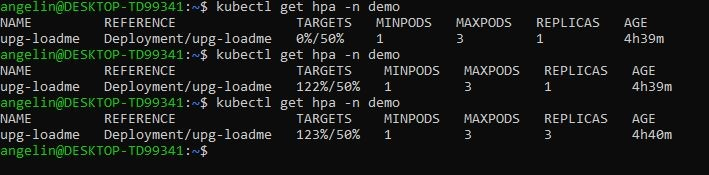 angelin@DESKTOP-TD99341:~$ kubectl get hpa -n demo
NAME REFERENCE TARGETS MINPODS MAXPODS REPLICAS AGE
upg-loadme Deployment/upg-loadme 0%/50% 1 3 1 4h39m
angelin@DESKTOP-TD99341:~$ kubectl get hpa -n demo
NAME REFERENCE TARGETS MINPODS MAXPODS REPLICAS AGE
upg-loadme Deployment/upg-loadme 122%/50% 1 3 1 4h39m
angelin@DESKTOP-TD99341:~$ kubectl get hpa -n demo
NAME REFERENCE TARGETS MINPODS MAXPODS REPLICAS AGE
upg-loadme Deployment/upg-loadme 123%/50% 1 3 3 4h40m
angelin@DESKTOP-TD99341:~$